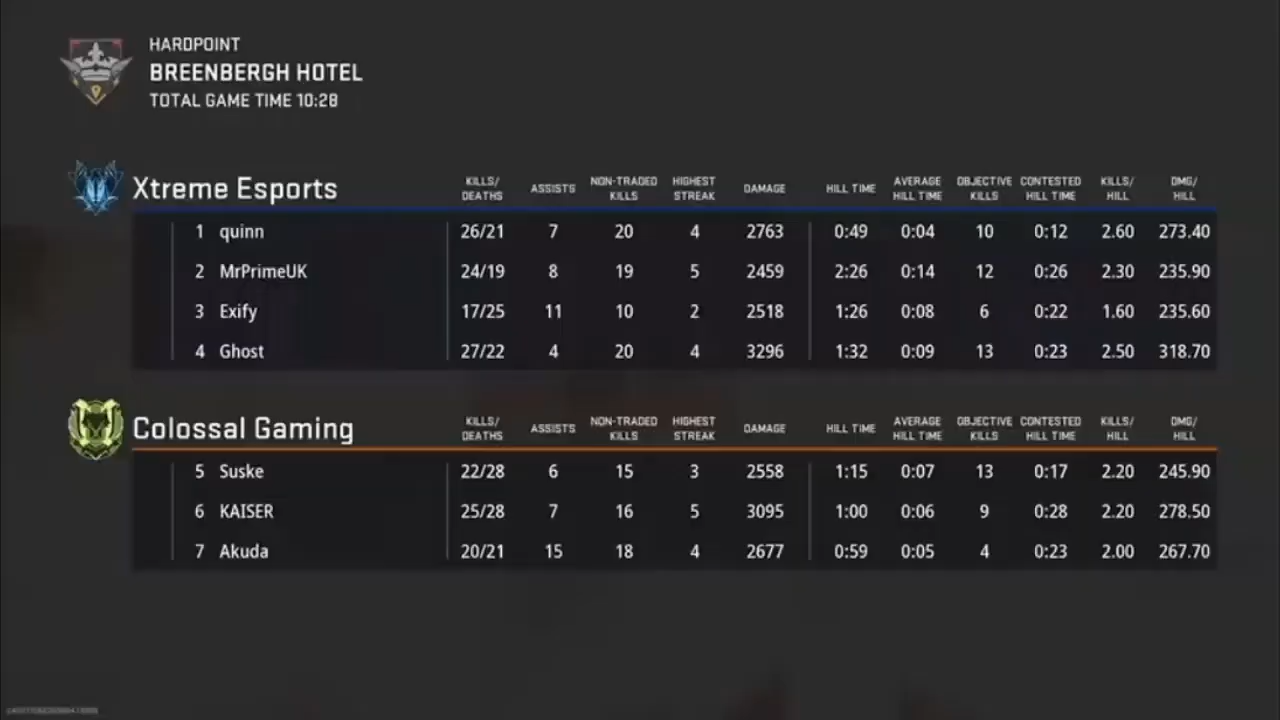 HARDPOINT
BREENBERGH HOTEL
TOTAL GAME TIME 10:28
Xtreme Esports KILLS/DEATHS ASSISTS NON-TRADED KILLS HIGHEST STREAK DAMAGE HILL TIME AVERAGE HILL TIME OBJECTIVE KILLS CONTESTED HILL TIME KILLS/HILL DMG/HILL
1 quinn 26/21 7 20 4 2763 0:49 0:04 10 0:12 2.60 273.40
2 MrPrimeUK 24/19 8 19 5 2459 2:26 0:14 12 0:26 2.30 235.90
3 Exify 17/25 11 10 2 2518 1:26 0:08 6 0:22 1.60 235.60
4 Ghost 27/22 4 20 4 3296 1:32 0:09 13 0:23 2.50 318.70
Colossal Gaming KILLS/DEATHS ASSISTS NON-TRADED KILLS HIGHEST STREAK DAMAGE HILL TIME AVERAGE HILL TIME OBJECTIVE KILLS CONTESTED HILL TIME KILLS/HILL DMG/HILL
5 Suske 22/28 6 15 3 2558 1:15 0:07 13 0:17 2.20 245.90
6 KAISER 25/28 7 16 5 3095 1:00 0:06 9 0:28 2.20 278.50
7 Akuda 20/21 15 18 4 2677 0:59 0:05 4 0:23 2.00 267.70